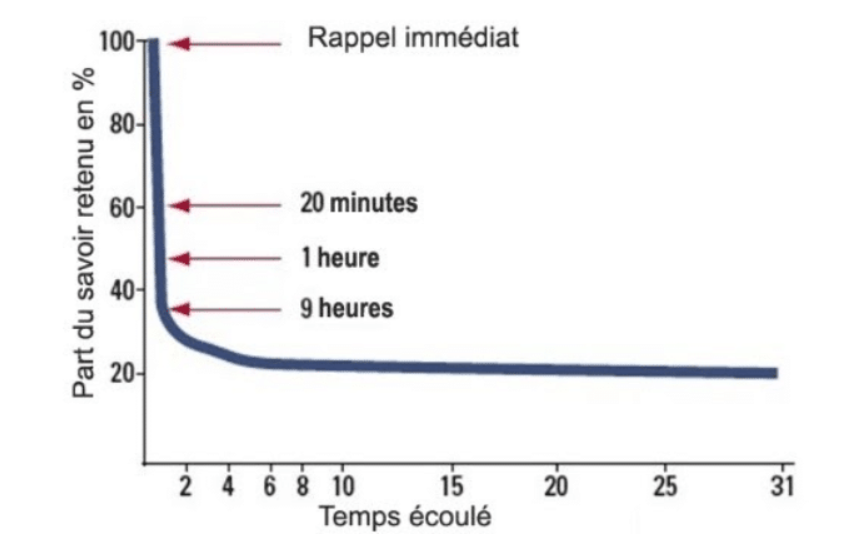 Part du savoir retenu en %
100
Rappel immédiat
80
60
20 minutes
1 heure
40
9 heures
20
2 4 6 8 10 15 20 25 31
Temps écoulé